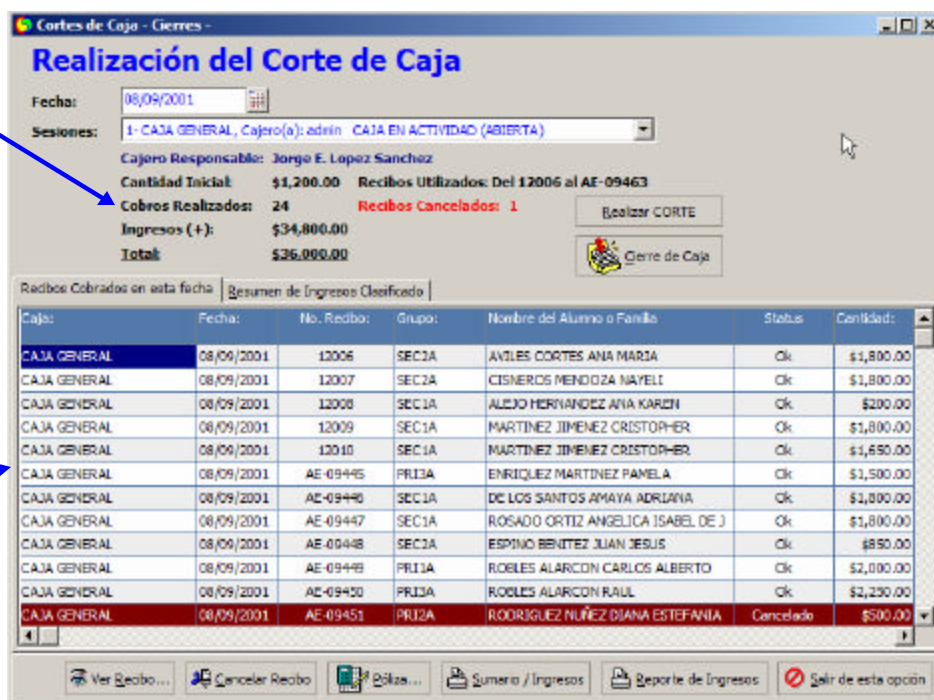 Cortes de Caja - Cierres -
Realización del Corte de Caja
Fecha: 08/09/2001
Sesiones: 1- CAJA GENERAL, Cajero(a): admin CAJA EN ACTIVIDAD (ABIERTA)
Cajero Responsable: Jorge E. Lopez Sanchez
Cantidad Inicial: $1,200.00 Recibos Utilizados: Del 12006 al AE-09463
Cobros Realizados: 24 Recibos Cancelados: 1 Realizar CORTE
Ingresos (+): $34,800.00
Total: $36,000.00 Cierre de Caja
Recibos Cobrados en esta fecha Resumen de Ingresos Clasificado
Caja: Fecha: No. Recibo: Grupo: Nombre del Alumno o Familia Status Cantidad:
CAJA GENERAL 08/09/2001 12006 SEC2A AVILES CORTES ANA MARIA Ok $1,800.00
CAJA GENERAL 08/09/2001 12007 SEC2A CISNEROS MENDOZA NAYELI Ok $1,800.00
CAJA GENERAL 08/09/2001 12008 SEC1A ALEJO HERNANDEZ ANA KAREN Ok $200.00
CAJA GENERAL 08/09/2001 12009 SEC1A MARTINEZ JIMENEZ CRISTOPHER Ok $1,800.00
CAJA GENERAL 08/09/2001 12010 SEC1A MARTINEZ JIMENEZ CRISTOPHER Ok $1,650.00
CAJA GENERAL 08/09/2001 AE-09445 PRI3A ENRIQUEZ MARTINEZ PAMELA Ok $1,500.00
CAJA GENERAL 08/09/2001 AE-09446 SEC1A DE LOS SANTOS AMAYA ADRIANA Ok $1,800.00
CAJA GENERAL 08/09/2001 AE-09447 SEC1A ROSADO ORTIZ ANGELICA ISABEL DE J Ok $1,800.00
CAJA GENERAL 08/09/2001 AE-09448 SEC3A ESPINO BENITEZ JUAN JESUS Ok $850.00
CAJA GENERAL 08/09/2001 AE-09449 PRI1A ROBLES ALARCON CARLOS ALBERTO Ok $2,000.00
CAJA GENERAL 08/09/2001 AE-09450 PRI3A ROBLES ALARCON RAUL Ok $2,250.00
CAJA GENERAL 08/09/2001 AE-09451 PRI2A RODRIGUEZ NUÑEZ DIANA ESTEFANIA Cancelado $500.00
Ver Recibo... Cancelar Recibo Póliza... Sumario / Ingresos Reporte de Ingresos Salir de esta opción